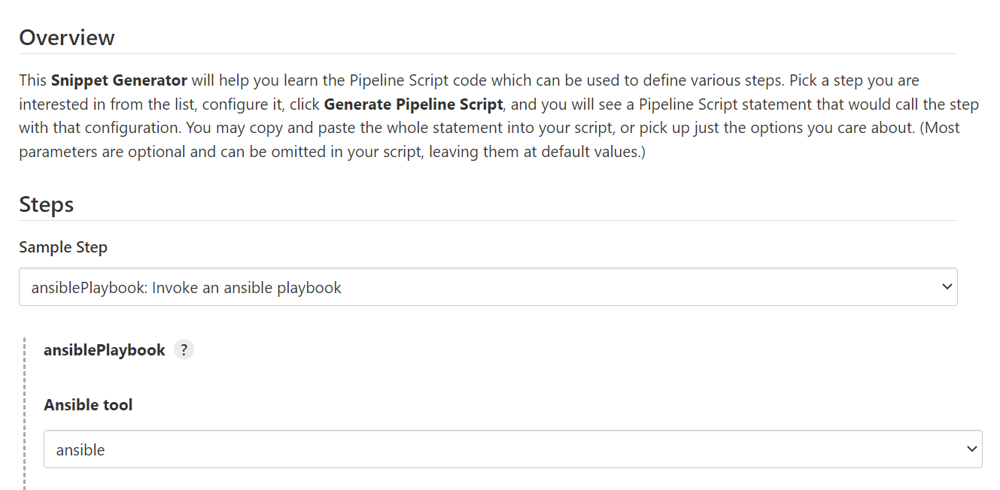 Overview
This Snippet Generator will help you learn the Pipeline Script code which can be used to define various steps. Pick a step you are
interested in from the list, configure it, click Generate Pipeline Script, and you will see a Pipeline Script statement that would call the step
with that configuration. You may copy and paste the whole statement into your script, or pick up just the options you care about. (Most
parameters are optional and can be omitted in your script, leaving them at default values.)
Steps
Sample Step
ansiblePlaybook: Invoke an ansible playbook
ansiblePlaybook ?
Ansible tool
ansible